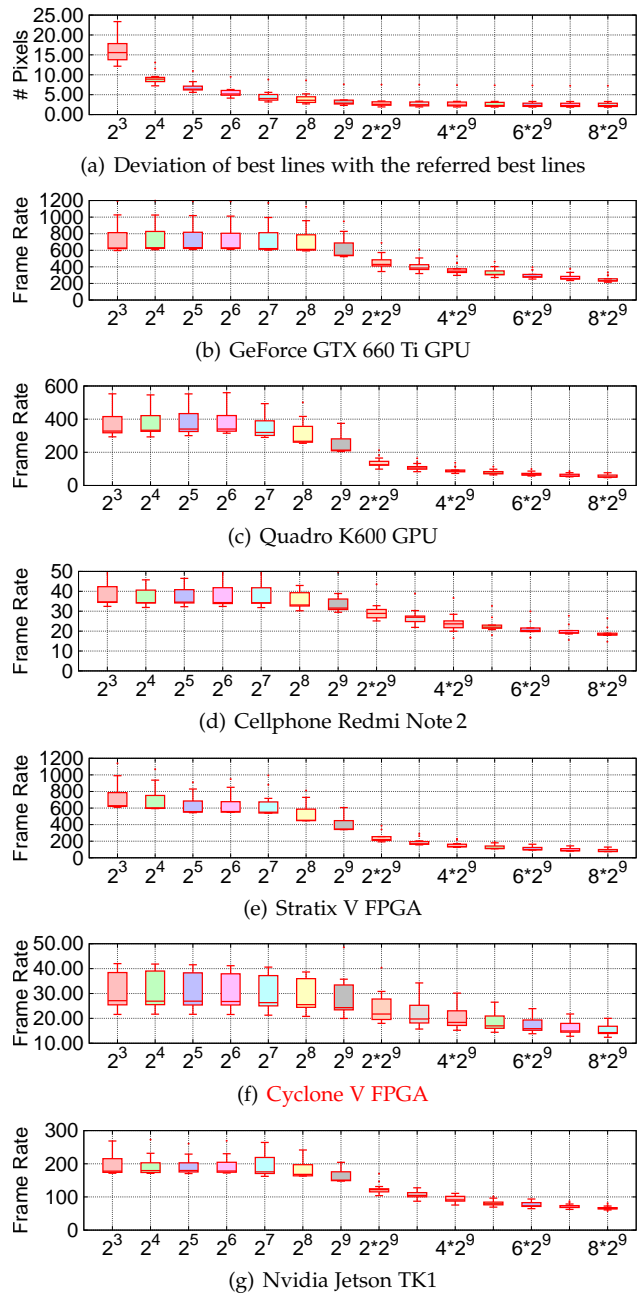 # Pixels
25.00
20.00
15.00
10.00
5.00
0.00
2^3 2^4 2^5 2^6 2^7 2^8 2^9 2*2^9 4*2^9 6*2^9 8*2^9
(a) Deviation of best lines with the referred best lines
Frame Rate
1200
1000
800
600
400
200
0
2^3 2^4 2^5 2^6 2^7 2^8 2^9 2*2^9 4*2^9 6*2^9 8*2^9
(b) GeForce GTX 660 Ti GPU
Frame Rate
600
400
200
0
2^3 2^4 2^5 2^6 2^7 2^8 2^9 2*2^9 4*2^9 6*2^9 8*2^9
(c) Quadro K600 GPU
Frame Rate
50
40
30
20
10
0
2^3 2^4 2^5 2^6 2^7 2^8 2^9 2*2^9 4*2^9 6*2^9 8*2^9
(d) Cellphone Redmi Note 2
Frame Rate
1200
1000
800
600
400
200
0
2^3 2^4 2^5 2^6 2^7 2^8 2^9 2*2^9 4*2^9 6*2^9 8*2^9
(e) Stratix V FPGA
Frame Rate
50.00
40.00
30.00
20.00
10.00
2^3 2^4 2^5 2^6 2^7 2^8 2^9 2*2^9 4*2^9 6*2^9 8*2^9
(f) Cyclone V FPGA
Frame Rate
300
200
100
0
2^3 2^4 2^5 2^6 2^7 2^8 2^9 2*2^9 4*2^9 6*2^9 8*2^9
(g) Nvidia Jetson TK1